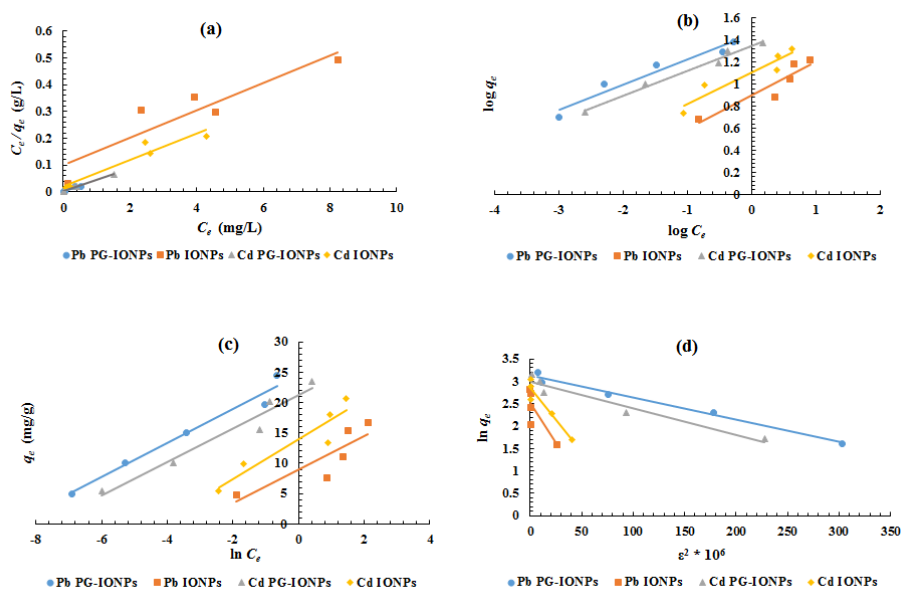 (a)
0.6
0.5
0.4
0.3
0.2
0.1
0
0 2 4 6 8 10
Ce/qe (g/L)
Ce (mg/L)
Pb PG-IONPs Pb IONPs Cd PG-IONPs Cd IONPs
(b)
1.6
1.4
1.2
1.0
0.8
0.6
0.4
0.2
0
-4 -3 -2 -1 0 1 2
log qe
log Ce
Pb PG-IONPs Pb IONPs Cd PG-IONPs Cd IONPs
(c)
30
25
20
15
10
5
0
-8 -6 -4 -2 0 2 4
qe (mg/g)
ln Ce
Pb PG-IONPs Pb IONPs Cd PG-IONPs Cd IONPs
(d)
3.5
3
2.5
2
1.5
1
0.5
0
0 100 200 300
ln qe
ε² * 10⁶
Pb PG-IONPs Pb IONPs Cd PG-IONPs Cd IONPs